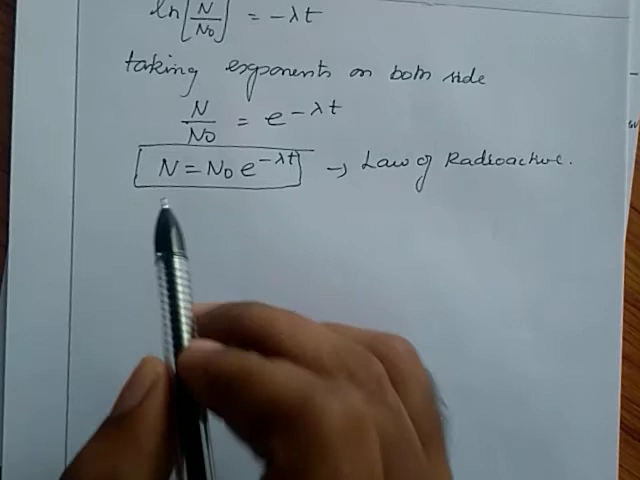 ln[N/N0] = -λt
taking exponents on both side
N/N0 = e^-λt
N = N0 e^-λt → Law of Radioactive.